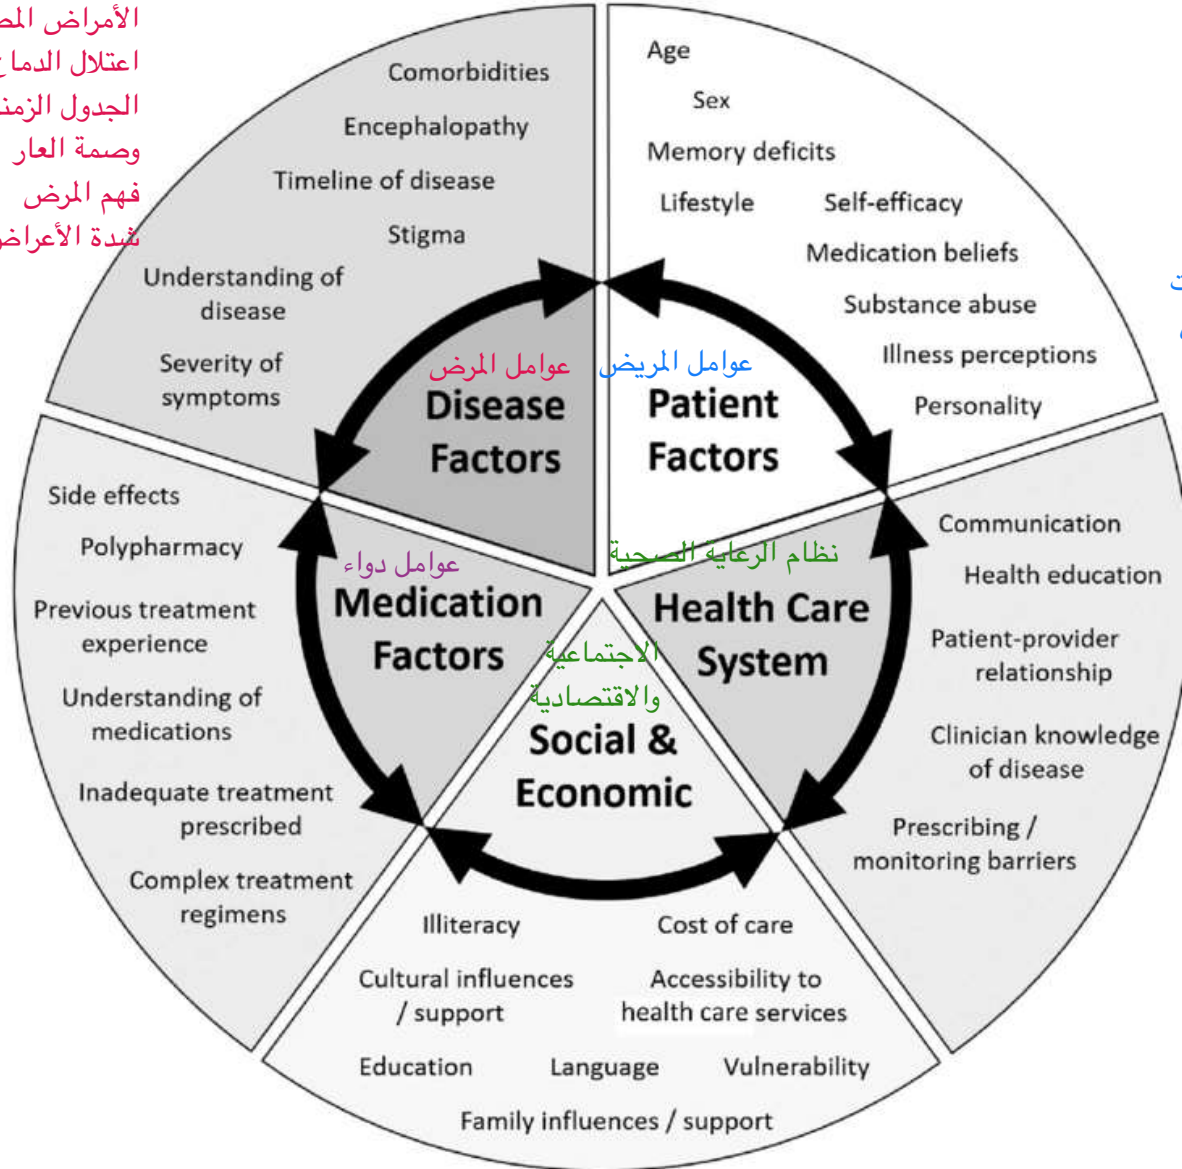 اعتلال الدماغ
وصمة العار
فهم المرض
شدة الأعراض
Comorbidities
Encephalopathy
Timeline of disease
Stigma
Understanding of
disease
Severity of
symptoms
عوامل المرض
Disease
Factors
Age
Sex
Memory deficits
Lifestyle
Self-efficacy
Medication beliefs
Substance abuse
Illness perceptions
Personality
عوامل المريض
Patient
Factors
Side effects
Polypharmacy
Previous treatment
experience
Understanding of
medications
Inadequate treatment
prescribed
Complex treatment
regimens
عوامل دواء
Medication
Factors
نظام الرعاية الصحية
Health Care
System
Communication
Health education
Patient-provider
relationship
Clinician knowledge
of disease
Prescribing /
monitoring barriers
الاجتماعية
والاقتصادية
Social &
Economic
Illiteracy
Cost of care
Cultural influences
/ support
Accessibility to
health care services
Education
Language
Vulnerability
Family influences / support